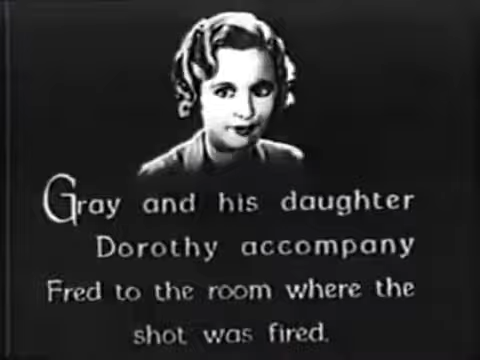 Gray and his daughter
Dorothy accompany
Fred to the room where the
shot was fired.